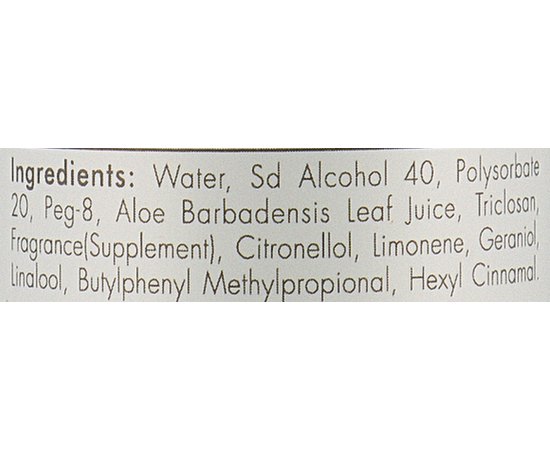 Ingredients: Water, Sd Alcohol 40, Polysorbate
20, Peg-8, Aloe Barbadensis Leaf Juice, Triclosan,
Fragrance(Supplement), Citronellol, Limonene, Geraniol,
Linalool, Butylphenyl Methylpropional, Hexyl Cinnamal.